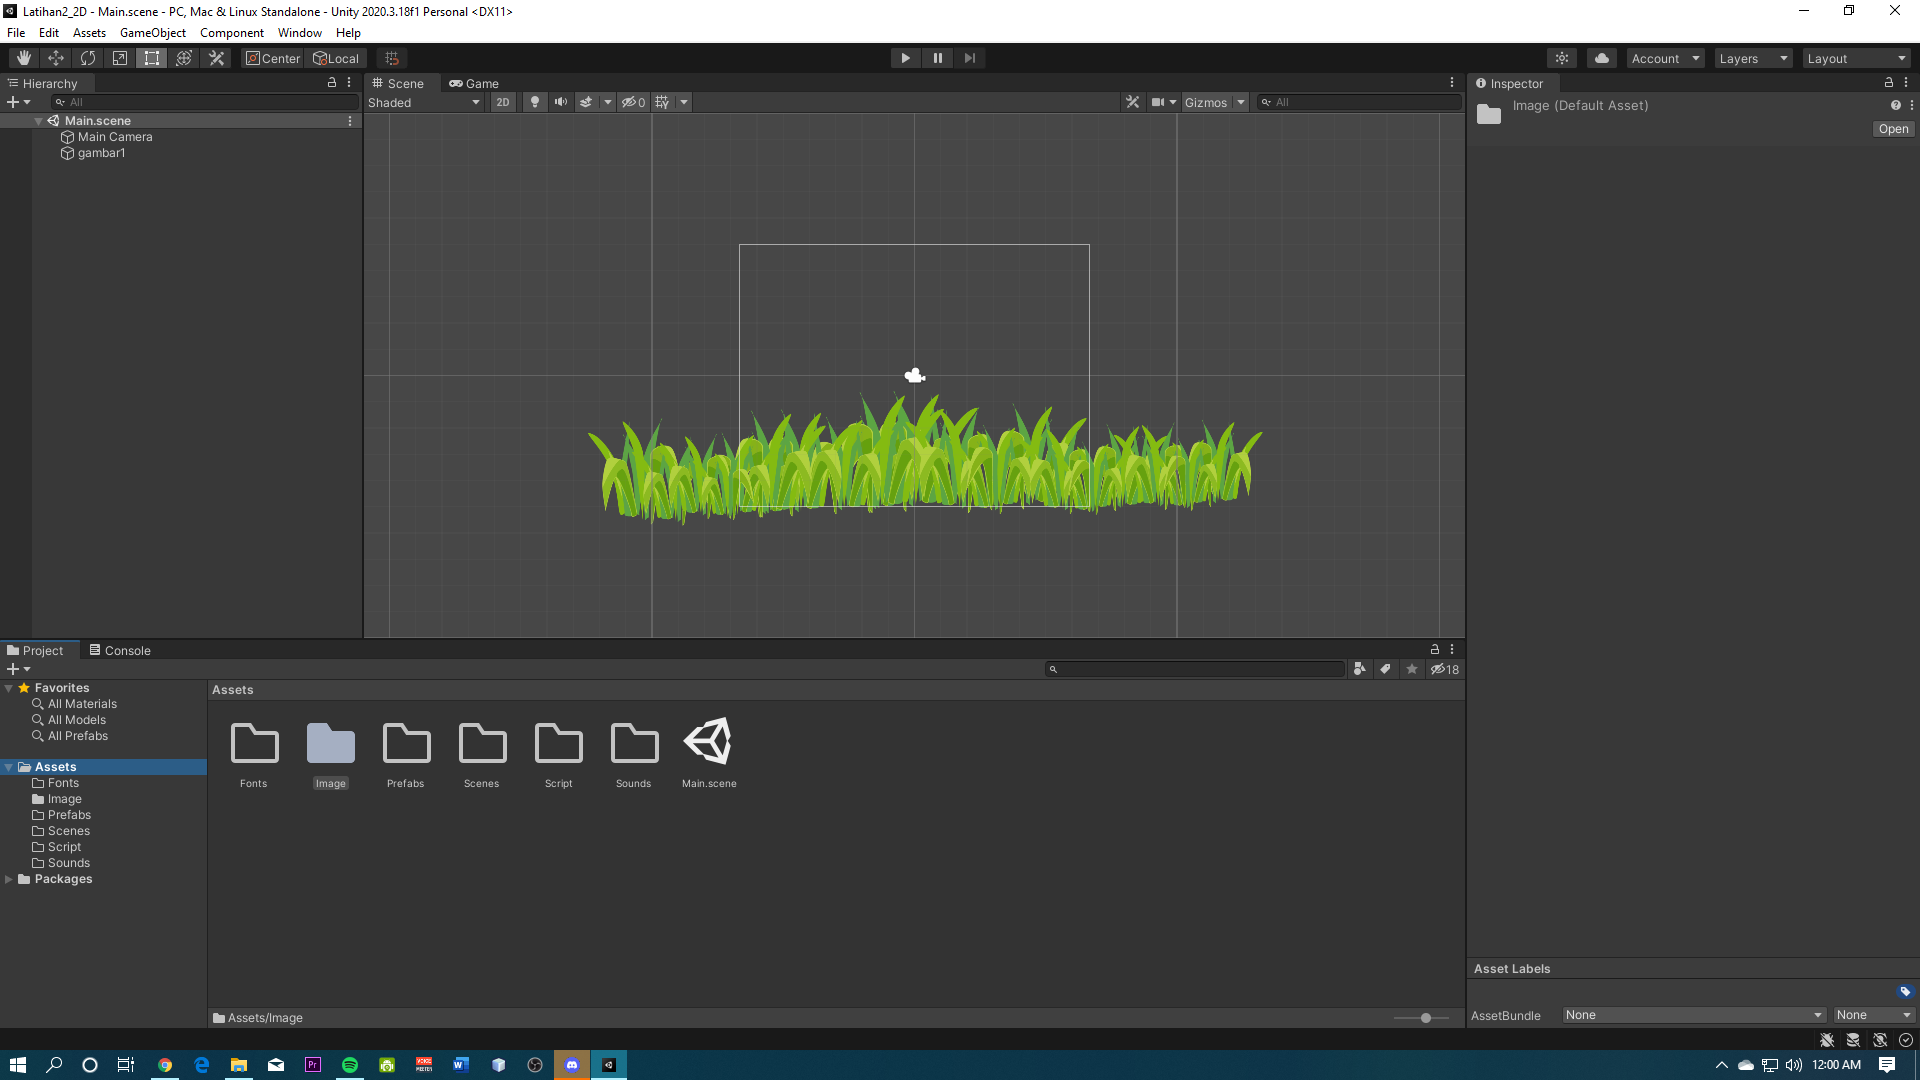 Latihan2_2D - Main.scene - PC, Mac & Linux Standalone - Unity 2020.3.18f1 Personal <DX11>
File Edit Assets GameObject Component Window Help
Center Local Account Layers Layout
Hierarchy
All
Main.scene
Main Camera
gambar1
Scene Game
Shaded 2D 0 Gizmos All
Inspector
Image (Default Asset)
Open
Project Console
18
Favorites
All Materials
All Models
All Prefabs
Assets
Fonts
Image
Prefabs
Scenes
Script
Sounds
Packages
Assets
Fonts Image Prefabs Scenes Script Sounds Main.scene
Assets/Image
Asset Labels
AssetBundle None None
Pr
12:00 AM